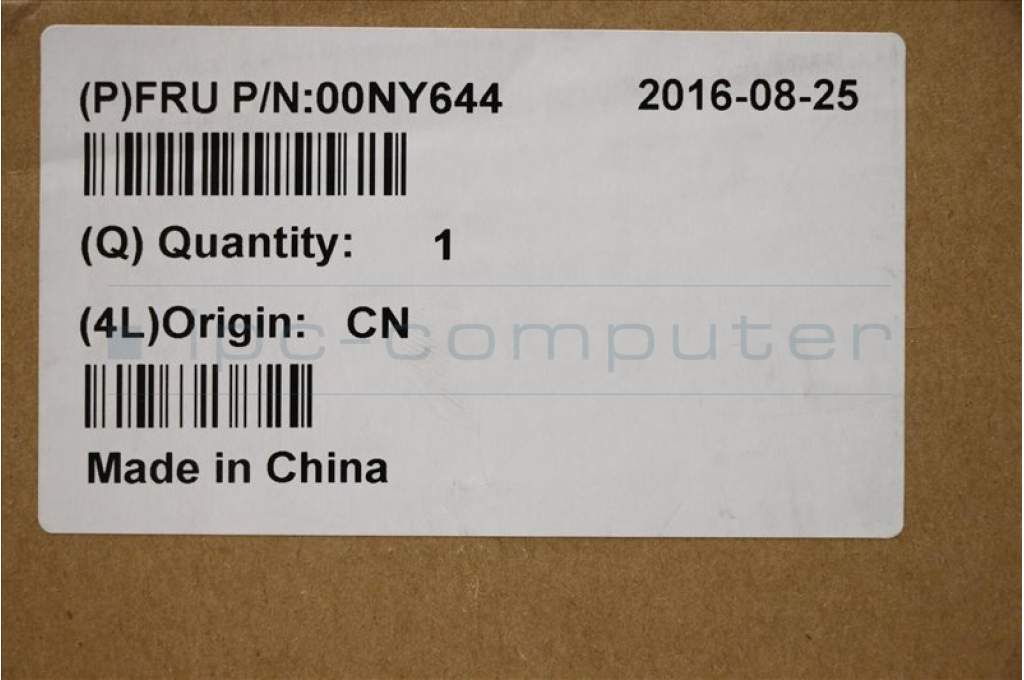 (P)FRU P/N:00NY644 2016-08-25
(Q) Quantity: 1
(4L)Origin: CN
ipc-computer
Made in China